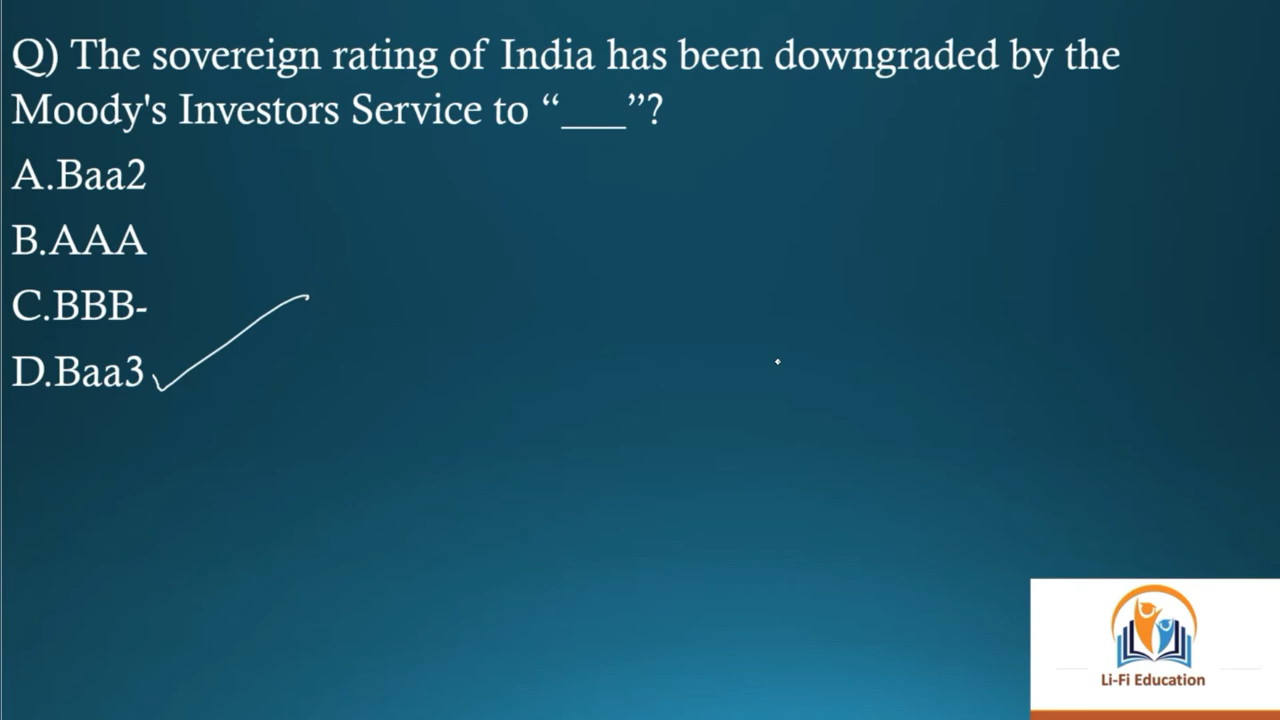 Q) The sovereign rating of India has been downgraded by the
Moody's Investors Service to “___”?
A.Baa2
B.AAA
C.BBB-
D.Baa3
Li-Fi Education